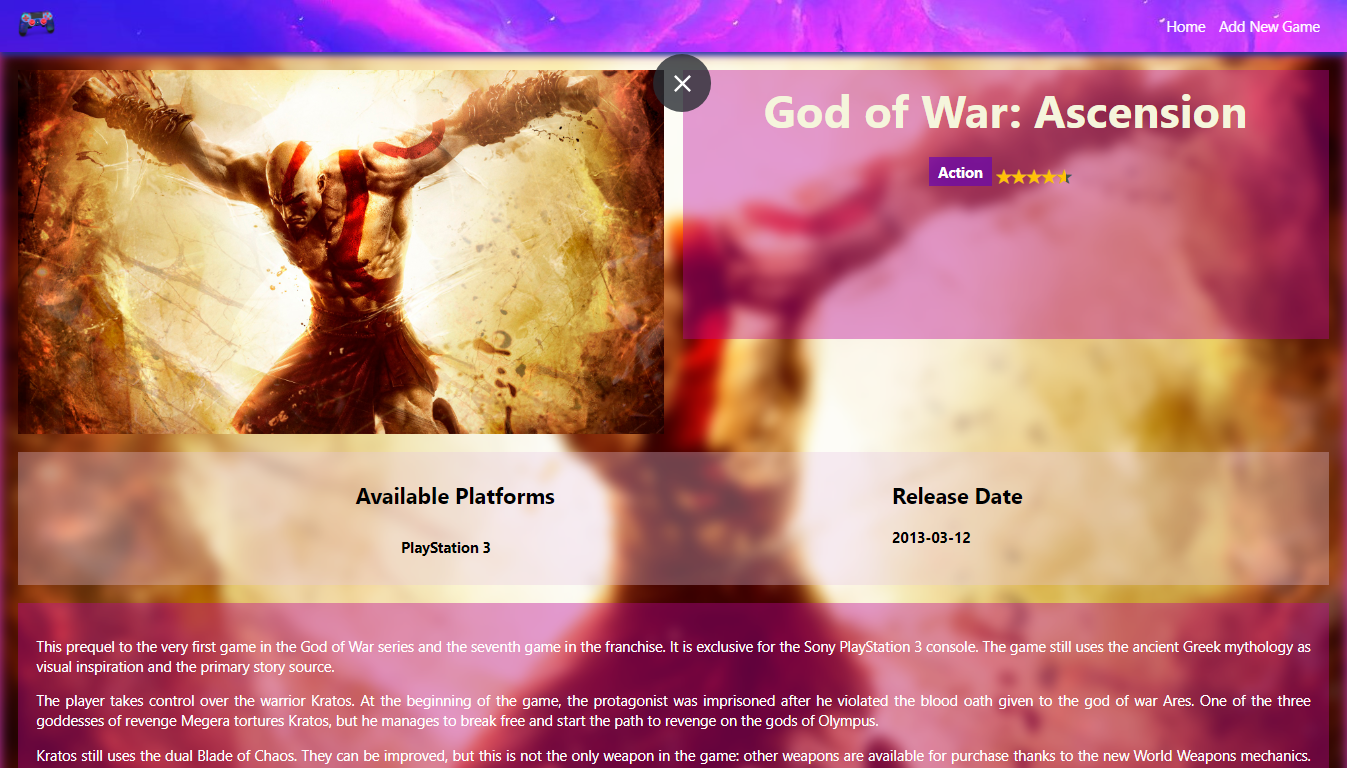 Home Add New Game
God of War: Ascension
Action
Available Platforms
Release Date
PlayStation 3
2013-03-12
This prequel to the very first game in the God of War series and the seventh game in the franchise. It is exclusive for the Sony PlayStation 3 console. The game still uses the ancient Greek mythology as
visual inspiration and the primary story source.
The player takes control over the warrior Kratos. At the beginning of the game, the protagonist was imprisoned after he violated the blood oath given to the god of war Ares. One of the three
goddesses of revenge Megera tortures Kratos, but he manages to break free and start the path to revenge on the gods of Olympus.
Kratos still uses the dual Blade of Chaos. They can be improved, but this is not the only weapon in the game: other weapons are available for purchase thanks to the new World Weapons mechanics.